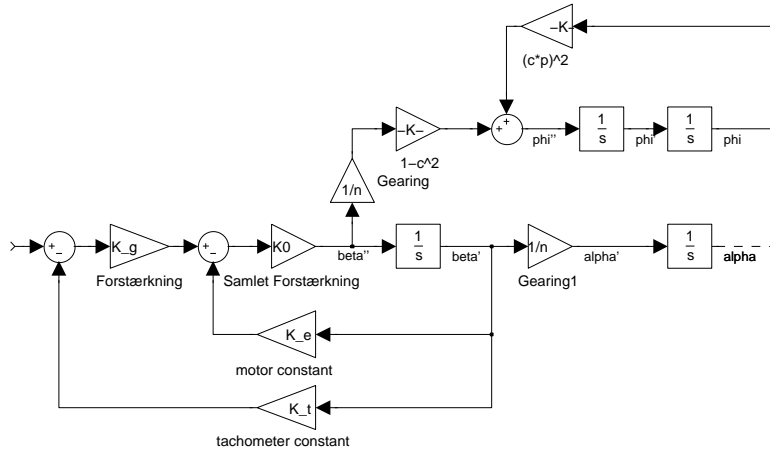 −K−
(c*p)^2
−K−
1−c^2
+
+
phi''
1
s
phi'
1
s
phi
1/n
Gearing
+
−
K_g
Forstærkning
+
−
K0
Samlet Forstærkning
beta''
1
s
beta'
1/n
Gearing1
alpha'
1
s
alpha
K_e
motor constant
K_t
tachometer constant